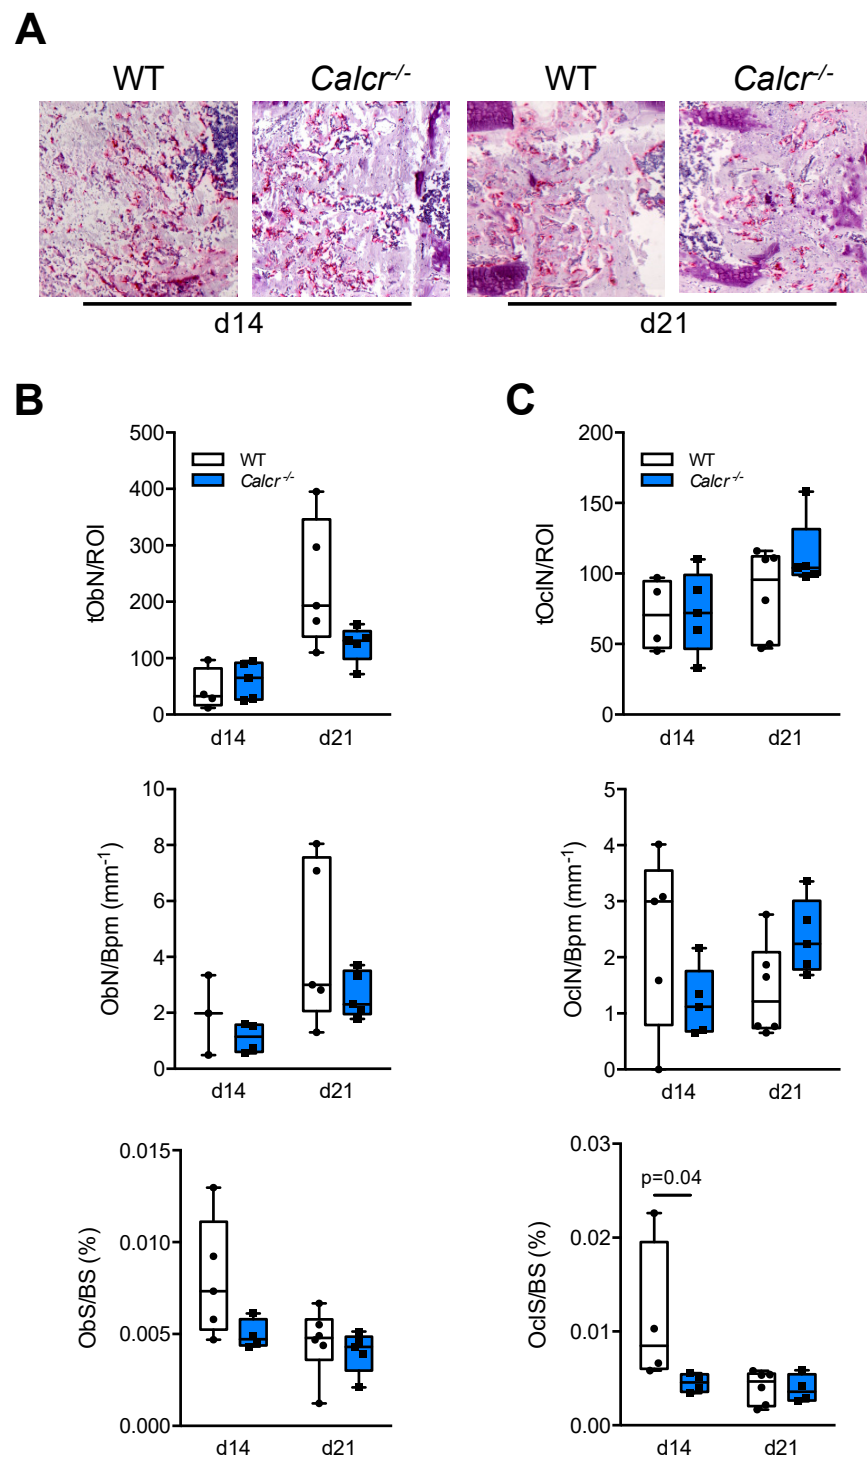 A
WT
Calcr-/-
WT
Calcr-/-
d14
d21
B
C
500
400
300
200
100
0
tObN/ROI
WT
Calcr-/-
d14
d21
200
150
100
50
0
tOclN/ROI
WT
Calcr-/-
d14
d21
10
8
6
4
2
0
ObN/Bpm (mm-1)
d14
d21
5
4
3
2
1
0
OclN/Bpm (mm-1)
d14
d21
0.015
0.010
0.005
0.000
ObS/BS (%)
d14
d21
0.03
0.02
0.01
0.00
OclS/BS (%)
p=0.04
d14
d21